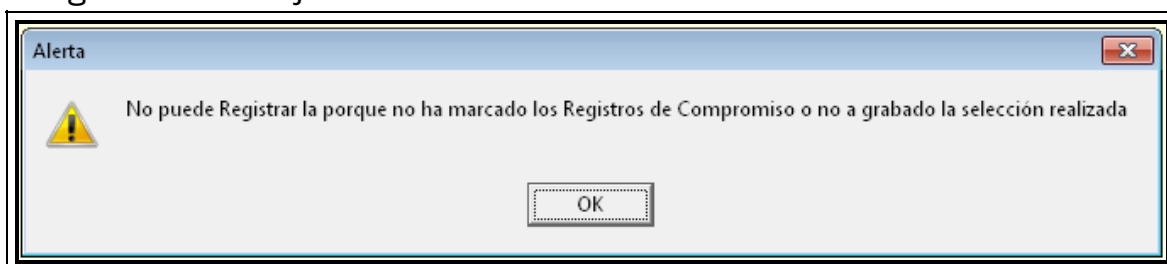 Alerta
No puede Registrar la porque no ha marcado los Registros de Compromiso o no a grabado la selección realizada
OK